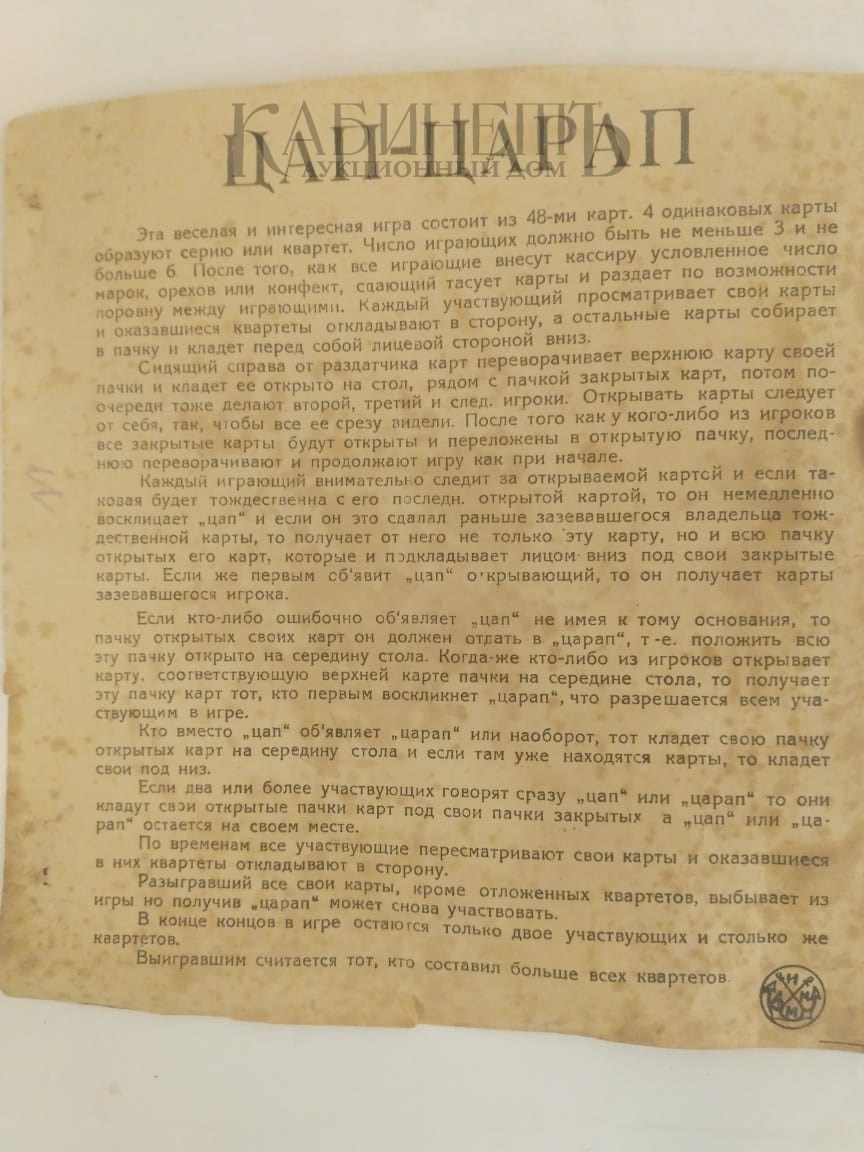 КАБИНЕТЪ
АУКЦИОННЫЙ ДОМ
ЦАП-ЦАРАП
Эта веселая и интересная игра состоит из 48-ми карт. 4 одинаковых карты
образуют серию или квартет. Число играющих должно быть не меньше 3 и не
больше 6. После того, как все играющие внесут кассиру условленное число
марок, орехов или конфект, сдающий тасует карты и раздает по возможности
поровну между играющими. Каждый участвующий просматривает свои карты
и оказавшиеся квартеты откладывают в сторону, а остальные карты собирает
в пачку и кладет перед собой лицевой стороной вниз.
Сидящий справа от раздатчика карт переворачивает верхнюю карту своей
пачки и кладет ее открыто на стол, рядом с пачкой закрытых карт, потом по-
очереди тоже делают второй, третий и след. игроки. Открывать карты следует
от себя, так, чтобы все ее срезу видели. После того как у кого-либо из игроков
все закрытые карты будут открыты и переложены в открытую пачку, послед-
нюю переворачивают и продолжают игру как при начале.
Каждый играющий внимательно следит за открываемой картсй и если та-
ковая будет тождественна с его последн. открытой картой, то он немедленно
восклицает „цап“ и если он это сдалал раньше зазевавшегося владельца тож-
дественной карты, то получает от него не только эту карту, но и всю пачку
открытых его карт, которые и подкладывает лицом вниз под свои закрытые
карты. Если же первым об‘явит „цап“ открывающий, то он получает карты
зазевавшегося игрока.
Если кто-либо ошибочно об‘являет „цап“ не имея к тому основания, то
пачку открытых своих карт он должен отдать в „царап“, т-е. положить всю
эту пачку открыто на середину стола. Когда-же кто-либо из игроков открывает
карту, соответствующую верхней карте пачки на середине стола, то получает
эту пачку карт тот, кто первым воскликнет „царап“, что разрешается всем уча-
ствующим в игре.
Кто вместо „цап“ об‘являет „царап“ или наоборот, тот кладет свою пачку
открытых карт на середину стола и если там уже находятся карты, то кладет
свои под низ.
Если два или более участвующих говорят сразу „цап“ или „царап“ то они
кладут свои открытые пачки карт под свои пачки закрытых а „цап“ или „ца-
рап“ остается на своем месте.
По временам все участвующие пересматривают свои карты и оказавшиеся
в них квартеты откладывают в сторону.
Разыгравший все свои карты, кроме отложенных квартетов, выбывает из
игры но получив „царап“ может снова участвовать.
В конце концов в игре остаются только двое участвующих и столько же
квартетов.
Выигравшим считается тот, кто составил больше всех квартетов.